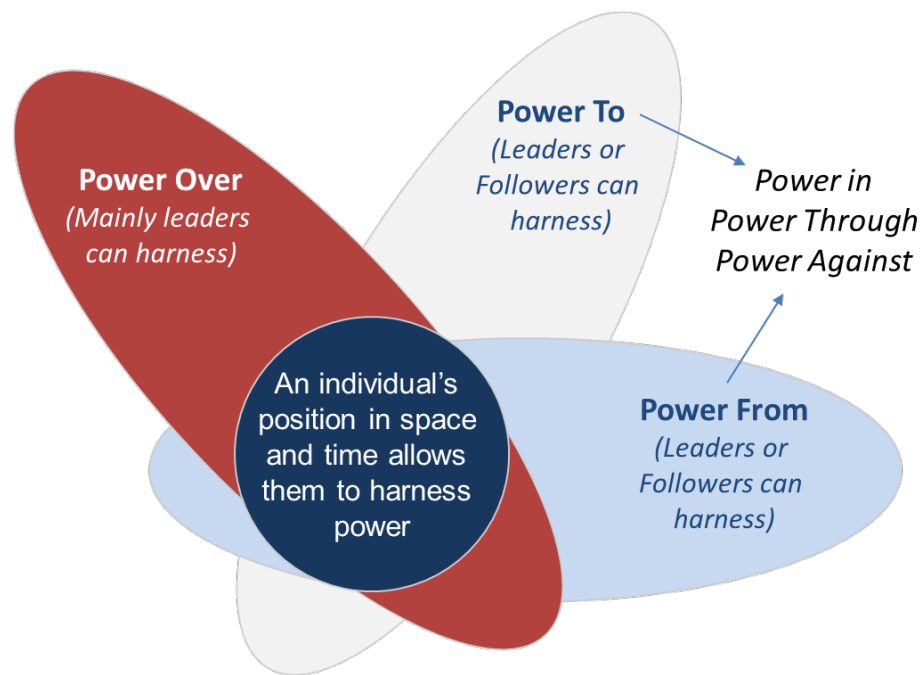 Power Over
(Mainly leaders
can harness)
Power To
(Leaders or
Followers can
harness)
Power in
Power Through
Power Against
An individual's
position in space
and time allows
them to harness
power
Power From
(Leaders or
Followers can
harness)